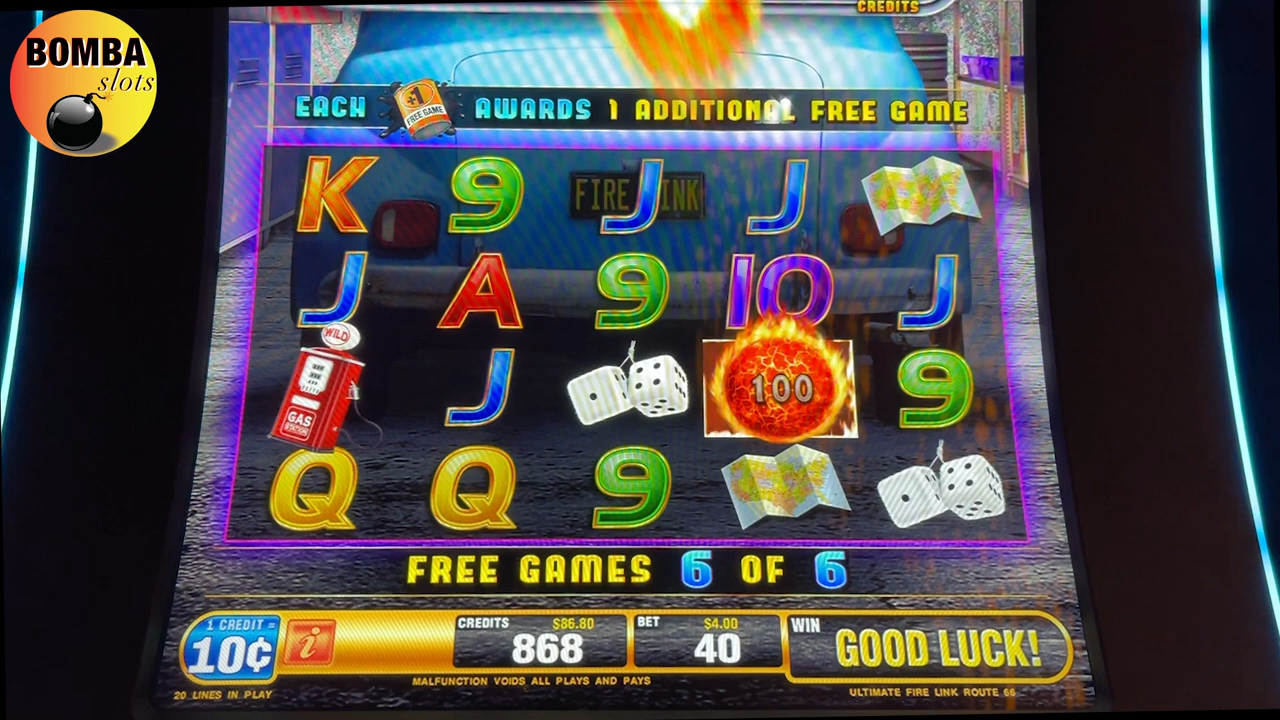 BOMBA
slots
CREDITS
EACH +1 FREE GAME AWARDS 1 ADDITIONAL FREE GAME
K 9 J J
FIRE LINK
J A 9 10 J
WILD
GAS
STATION
J 100 9
Q Q 9
FREE GAMES 6 OF 6
1 CREDIT =
10¢
i
CREDITS $86.80
868
BET $4.00
40
WIN GOOD LUCK!
20 LINES IN PLAY
MALFUNCTION VOIDS ALL PLAYS AND PAYS
ULTIMATE FIRE LINK ROUTE 66